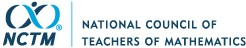 NCTM®
NATIONAL COUNCIL OF
TEACHERS OF MATHEMATICS